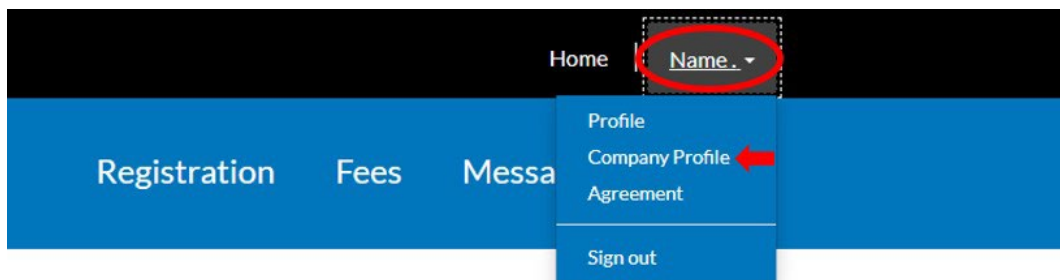 Home | Name .
Profile
Company Profile
Registration Fees Messa
Agreement
Sign out